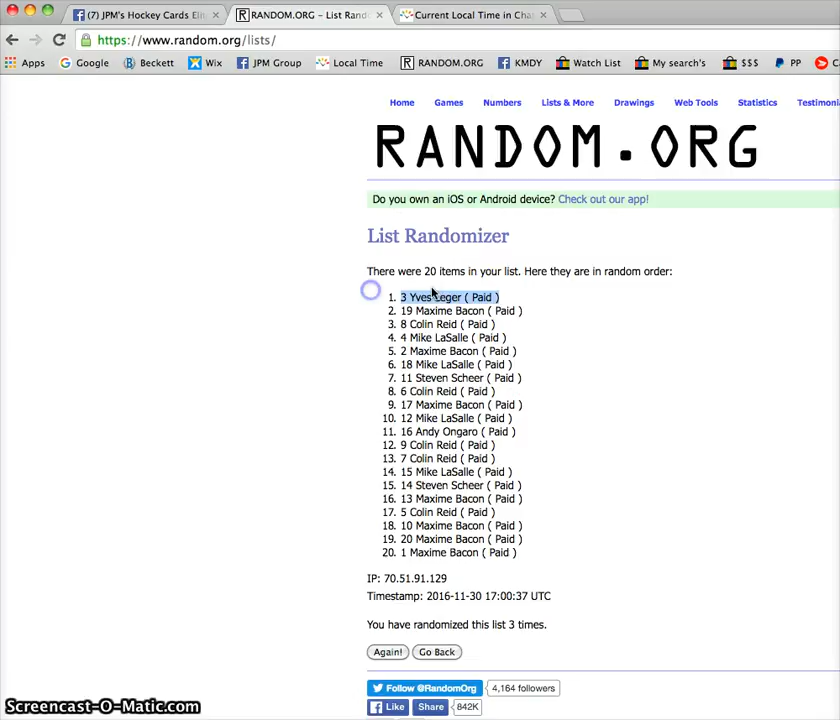 (7) JPM's Hockey Cards Elit
RANDOM.ORG – List Rand
Current Local Time in Cha
https://www.random.org/lists/
Apps Google Beckett Wix JPM Group Local Time RANDOM.ORG KMDY Watch List My search's $$$ PP
Home Games Numbers Lists & More Drawings Web Tools Statistics Testimoni
RANDOM.ORG
Do you own an iOS or Android device? Check out our app!
List Randomizer
There were 20 items in your list. Here they are in random order:
1. 3 Yves Leger ( Paid )
2. 19 Maxime Bacon ( Paid )
3. 8 Colin Reid ( Paid )
4. 4 Mike LaSalle ( Paid )
5. 2 Maxime Bacon ( Paid )
6. 18 Mike LaSalle ( Paid )
7. 11 Steven Scheer ( Paid )
8. 6 Colin Reid ( Paid )
9. 17 Maxime Bacon ( Paid )
10. 12 Mike LaSalle ( Paid )
11. 16 Andy Ongaro ( Paid )
12. 9 Colin Reid ( Paid )
13. 7 Colin Reid ( Paid )
14. 15 Mike LaSalle ( Paid )
15. 14 Steven Scheer ( Paid )
16. 13 Maxime Bacon ( Paid )
17. 5 Colin Reid ( Paid )
18. 10 Maxime Bacon ( Paid )
19. 20 Maxime Bacon ( Paid )
20. 1 Maxime Bacon ( Paid )
IP: 70.51.91.129
Timestamp: 2016-11-30 17:00:37 UTC
You have randomized this list 3 times.
Again! Go Back
Follow @RandomOrg 4,164 followers
Like Share 842K
Screencast-O-Matic.com